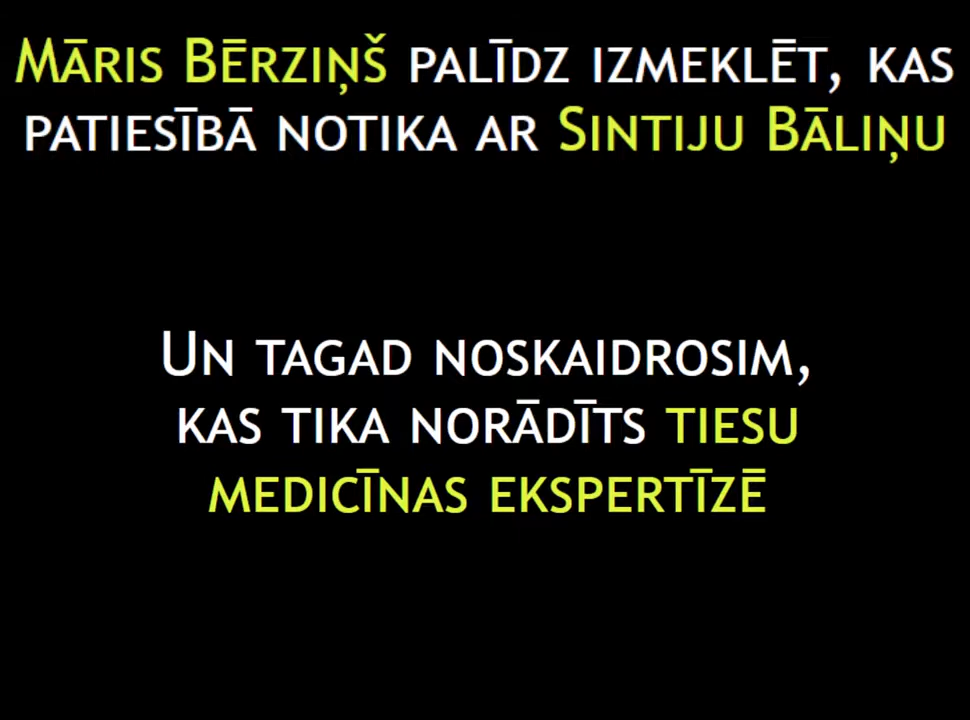 Māris Bērziņš palīdz izmeklēt, kas
patiesībā notika ar Sintiju Bāliņu
Un tagad noskaidrosim,
kas tika norādīts tiesu
medicīnas ekspertīzē